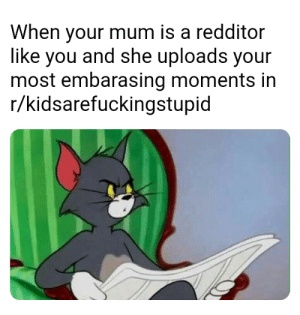 When your mum is a redditor
like you and she uploads your
most embarasing moments in
r/kidsarefuckingstupid